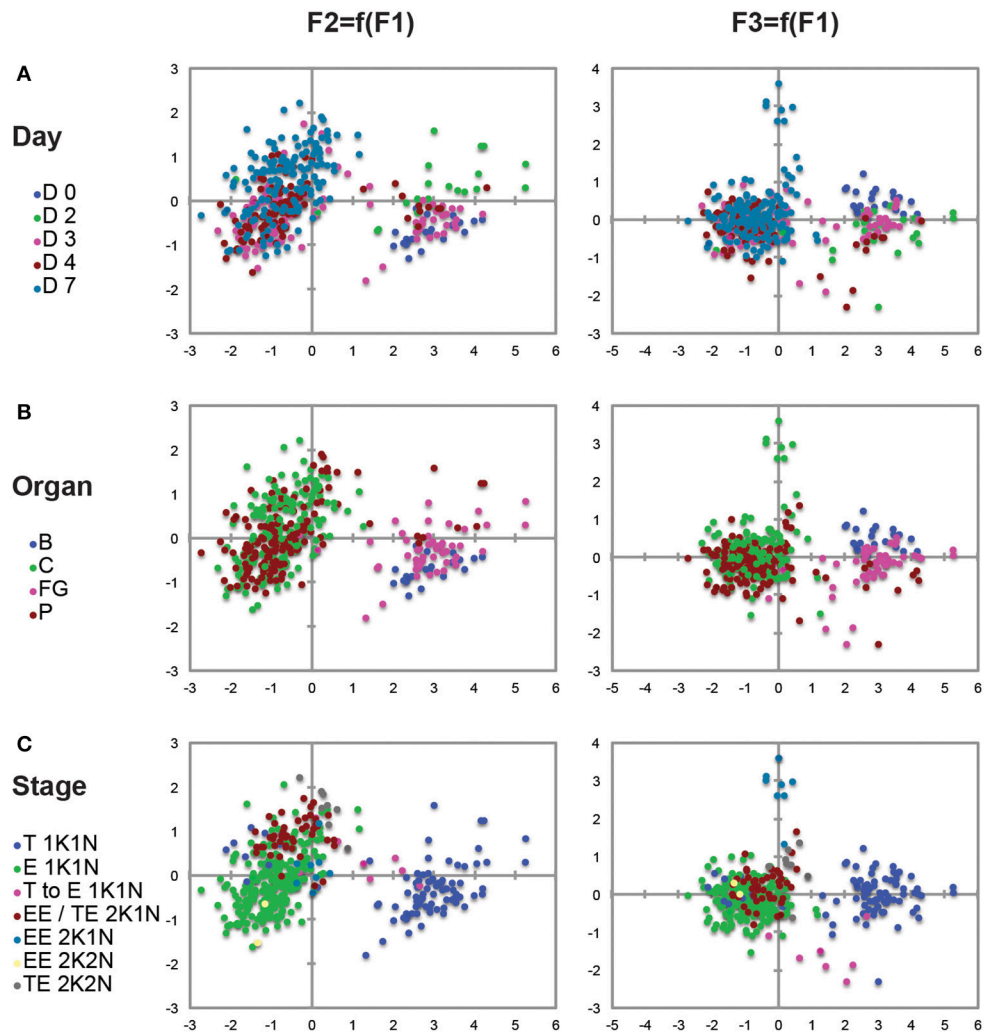 F2=f(F1)
F3=f(F1)
A
Day
D 0
D 2
D 3
D 4
D 7
3
2
1
0
-1
-2
-3
-3 -2 -1 0 1 2 3 4 5 6
4
3
2
1
0
-1
-2
-3
-5 -4 -3 -2 -1 0 1 2 3 4 5 6
B
Organ
B
C
FG
P
3
2
1
0
-1
-2
-3
-3 -2 -1 0 1 2 3 4 5 6
4
3
2
1
0
-1
-2
-3
-5 -4 -3 -2 -1 0 1 2 3 4 5 6
C
Stage
T 1K1N
E 1K1N
T to E 1K1N
EE / TE 2K1N
EE 2K1N
EE 2K2N
TE 2K2N
3
2
1
0
-1
-2
-3
-3 -2 -1 0 1 2 3 4 5 6
4
3
2
1
0
-1
-2
-3
-5 -4 -3 -2 -1 0 1 2 3 4 5 6